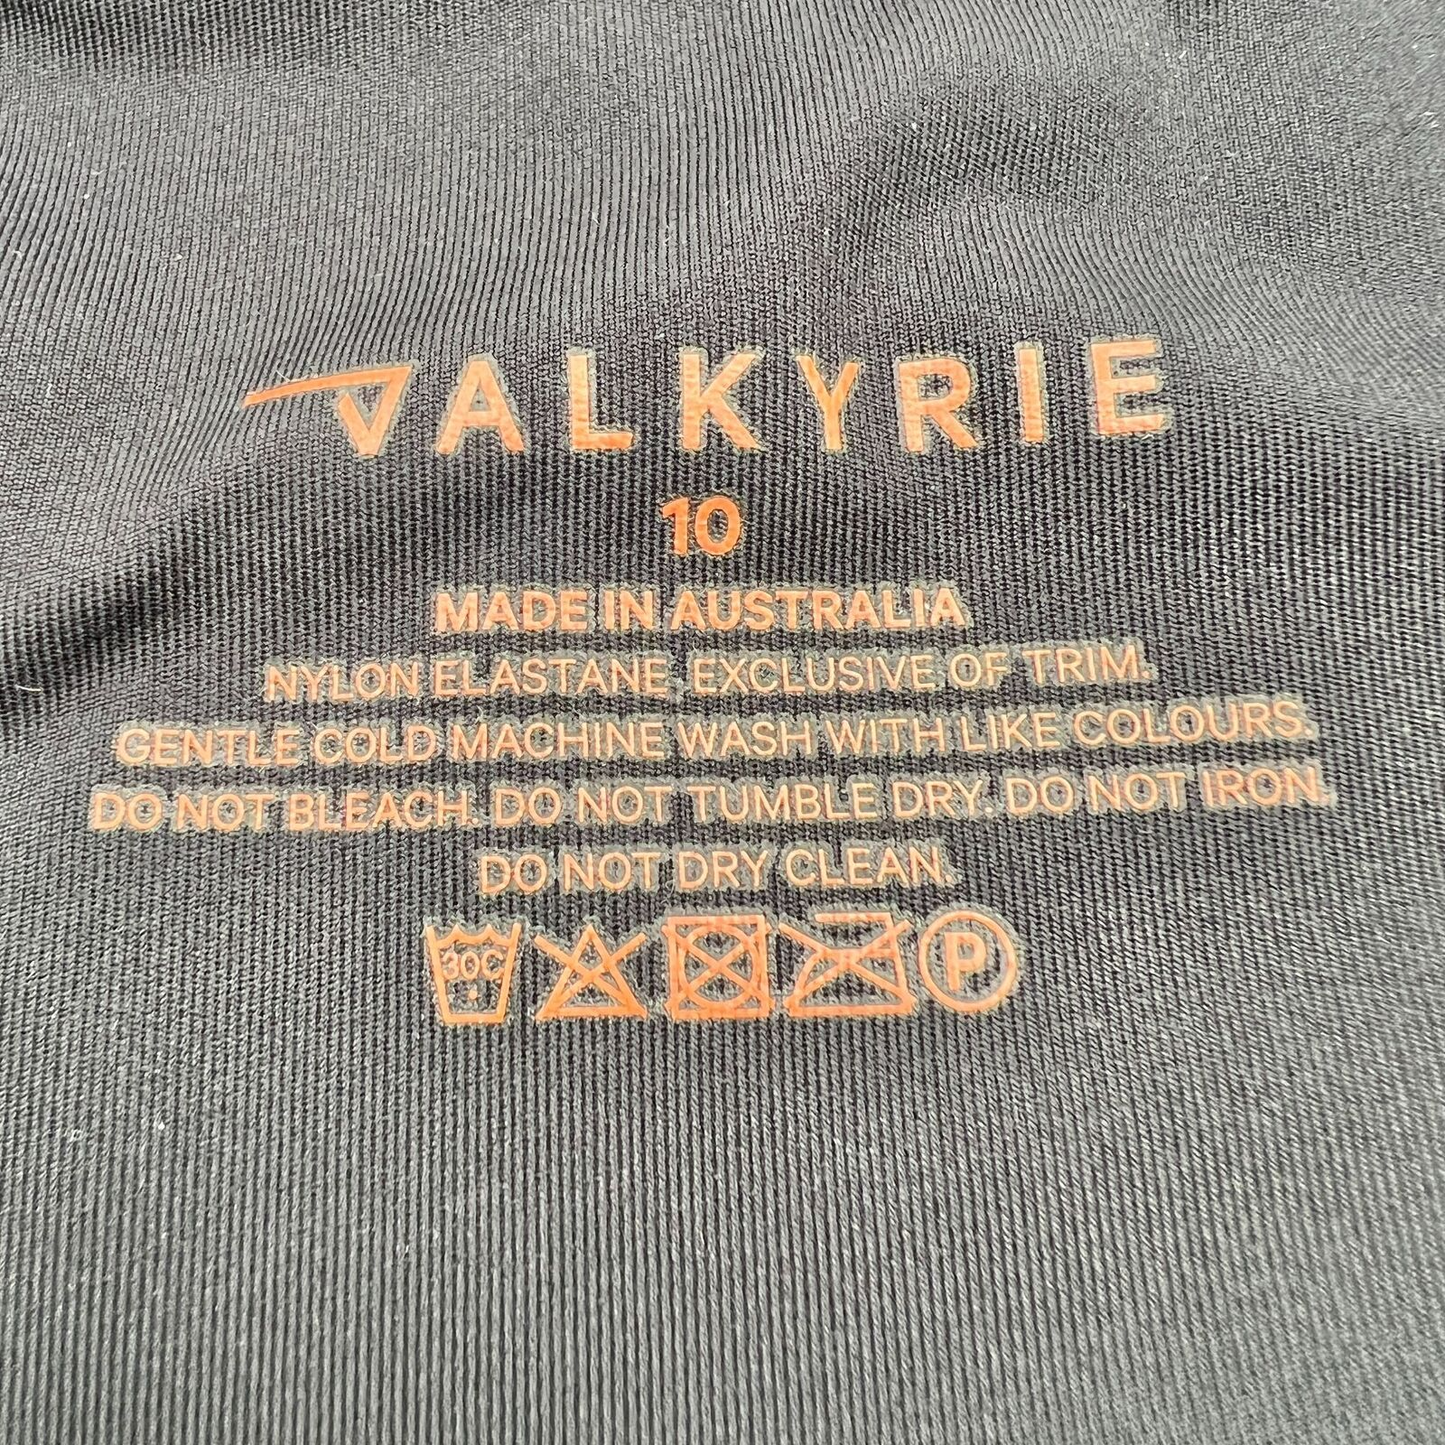 VALKYRIE
10
MADE IN AUSTRALIA
NYLON ELASTANE, EXCLUSIVE OF TRIM.
GENTLE COLD MACHINE WASH WITH LIKE COLOURS.
DO NOT BLEACH. DO NOT TUMBLE DRY. DO NOT IRON.
DO NOT DRY CLEAN.
30C P